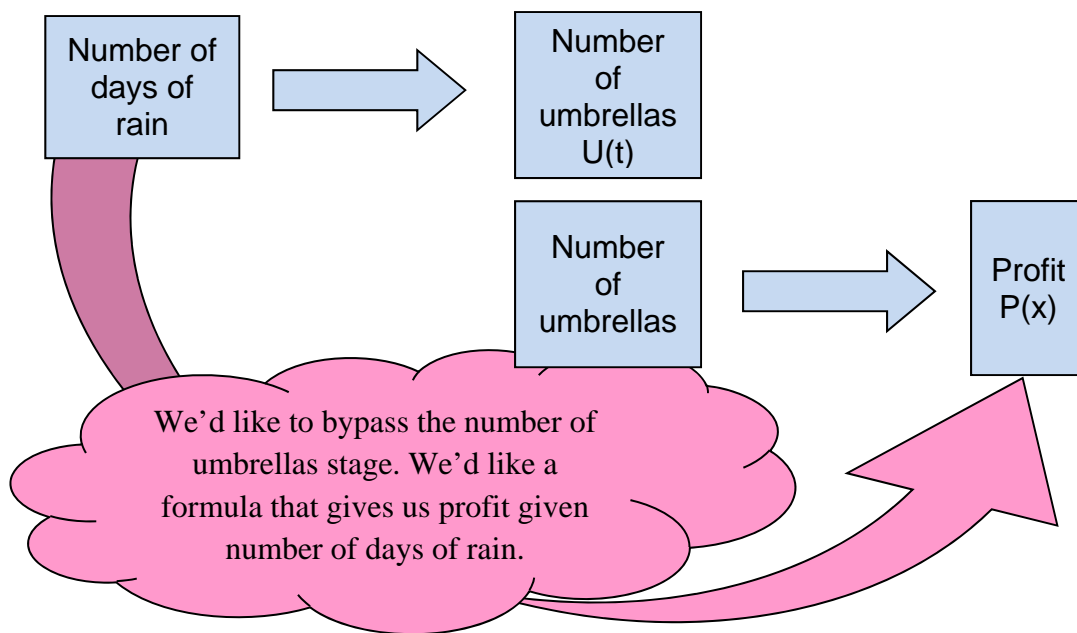 Number of
days of
rain
Number
of
umbrellas
U(t)
Number
of
umbrellas
Profit
P(x)
We’d like to bypass the number of
umbrellas stage. We’d like a
formula that gives us profit given
number of days of rain.